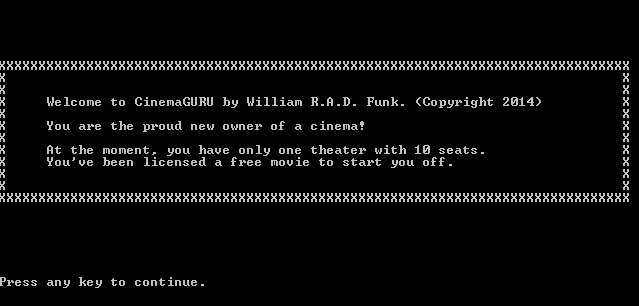 XXXXXXXXXXXXXXXXXXXXXXXXXXXXXXXXXXXXXXXXXXXXXXXXXXXXXXXXXXXXXXXXXXXXXXXXXXXXXXX
X X
X X
X Welcome to CinemaGURU by William R.A.D. Funk. (Copyright 2014) X
X X
X You are the proud new owner of a cinema! X
X X
X At the moment, you have only one theater with 10 seats. X
X You've been licensed a free movie to start you off. X
X X
X X
XXXXXXXXXXXXXXXXXXXXXXXXXXXXXXXXXXXXXXXXXXXXXXXXXXXXXXXXXXXXXXXXXXXXXXXXXXXXXXX
Press any key to continue.